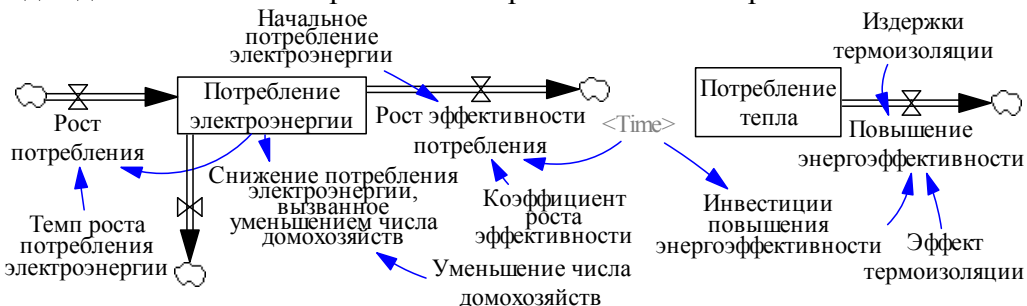 Начальное
потребление
электроэнергии
Издержки
термоизоляции
Потребление
электроэнергии
Рост
потребления
Рост эффективности
потребления
<Time>
Потребление
тепла
Повышение
энергоэффективности
Снижение потребления
электроэнергии,
вызванное
уменьшением числа
домохозяйств
Темп роста
потребления
электроэнергии
Коэффициент
роста
эффективности
Уменьшение числа
домохозяйств
Инвестиции
повышения
энергоэффективности
Эффект
термоизоляции